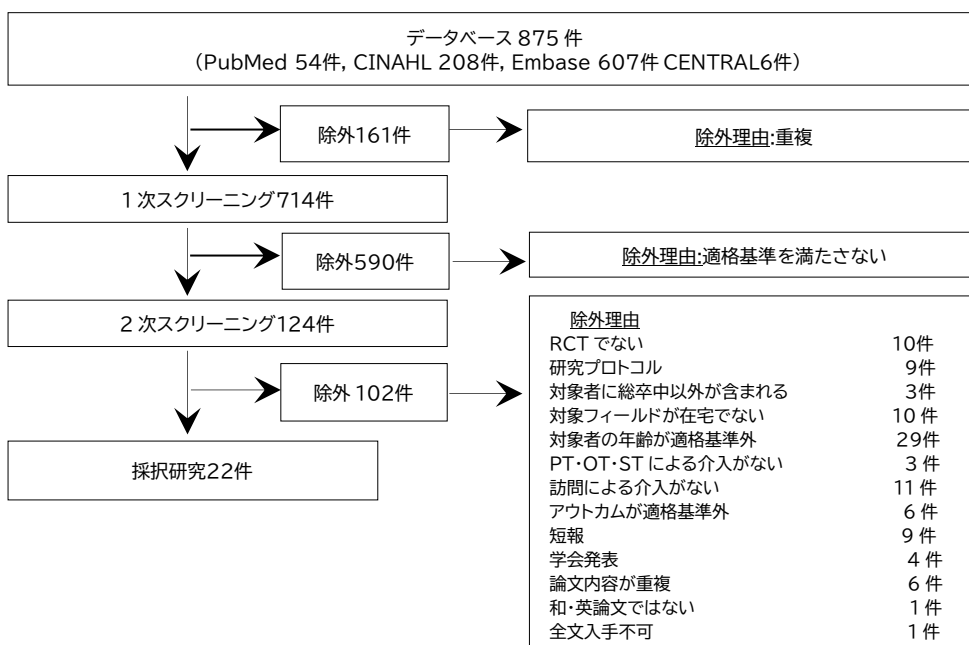 データベース 875 件
（PubMed 54件, CINAHL 208件, Embase 607件 CENTRAL6件）
除外161件
除外理由:重複
1 次スクリーニング714件
除外590件
除外理由:適格基準を満たさない
2 次スクリーニング124件
除外 102件
除外理由
RCT でない 10件
研究プロトコル 9件
対象者に総卒中以外が含まれる 3件
対象フィールドが在宅でない 10 件
対象者の年齢が適格基準外 29件
PT・OT・ST による介入がない 3 件
訪問による介入がない 11 件
アウトカムが適格基準外 6 件
短報 9 件
学会発表 4 件
論文内容が重複 6 件
和・英論文ではない 1 件
全文入手不可 1 件
採択研究22件